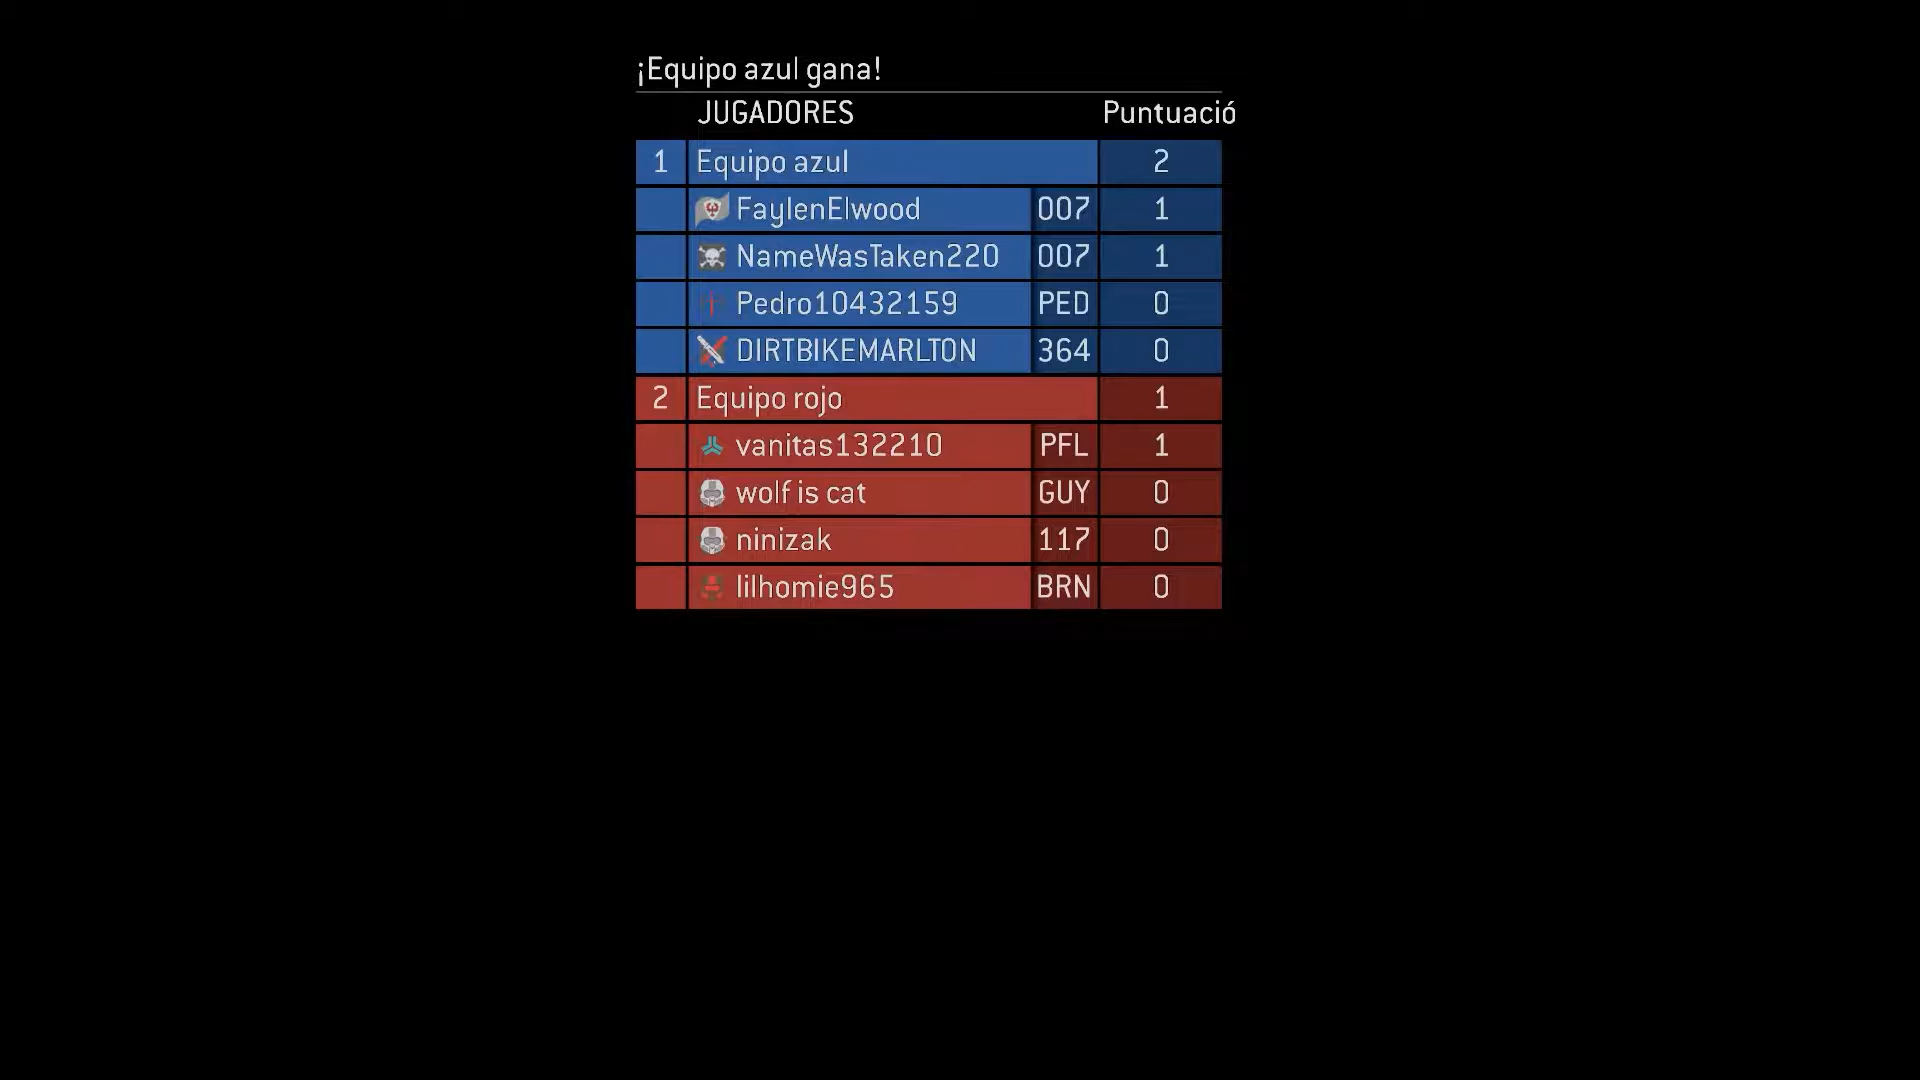 ¡Equipo azul gana!
JUGADORES Puntuació
1 Equipo azul 2
FaylenElwood 007 1
NameWasTaken220 007 1
Pedro10432159 PED 0
DIRTBIKEMARLTON 364 0
2 Equipo rojo 1
vanitas132210 PFL 1
wolf is cat GUY 0
ninizak 117 0
lilhomie965 BRN 0